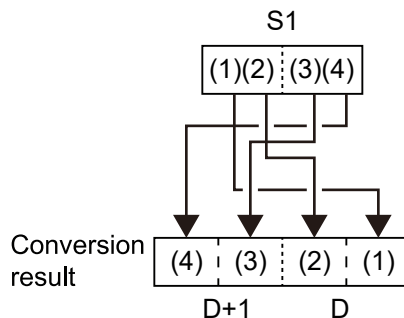 S1
(1)(2) (3)(4)
Conversion
result
(4) (3) (2) (1)
D+1 D